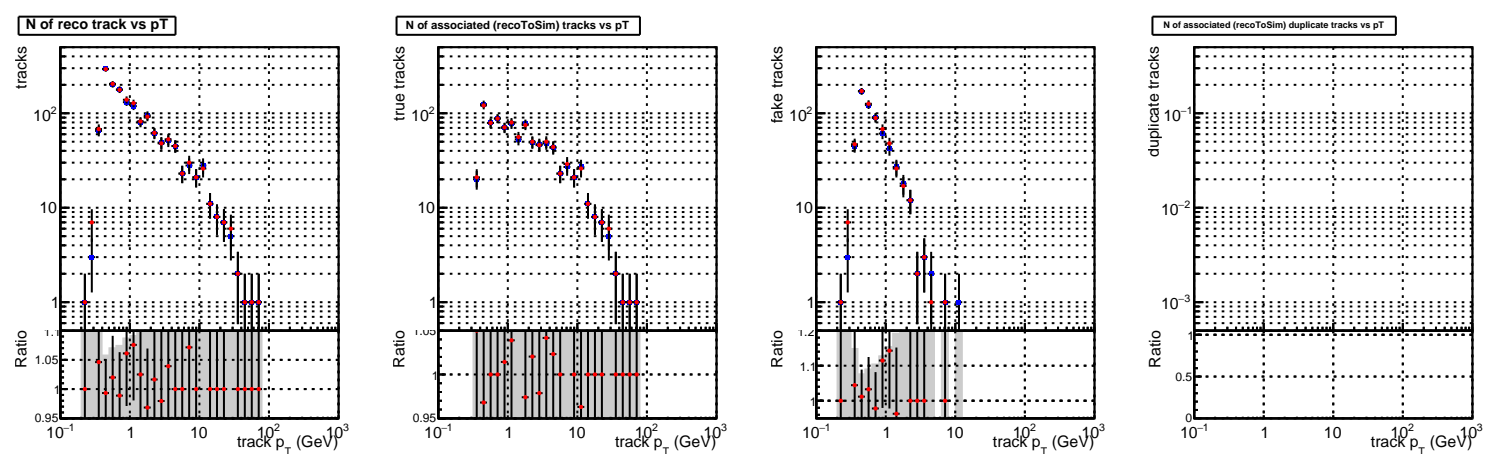 N of reco track vs pT
tracks
10²
10
1
Ratio
1.1
1.05
1
0.95
10⁻¹ 1 10 10² 10³
track p_T (GeV)
N of associated (recoToSim) tracks vs pT
true tracks
10²
10
1
Ratio
1.05
1
0.95
10⁻¹ 1 10 10² 10³
track p_T (GeV)
fake tracks
10²
10
1
Ratio
1.2
1.1
1
10⁻¹ 1 10 10² 10³
track p_T (GeV)
N of associated (recoToSim) duplicate tracks vs pT
duplicate tracks
10⁻¹
10⁻²
10⁻³
Ratio
1
0.5
0
10⁻¹ 1 10 10² 10³
track p_T (GeV)